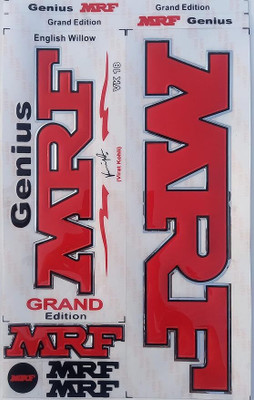 Genius MRF
Grand Edition
Grand Edition
MRF Genius
English Willow
Genius
MRF
VK 18
(Virat Kohli)
GRAND
Edition
MRF
MRF
MRF
MRF
MRF